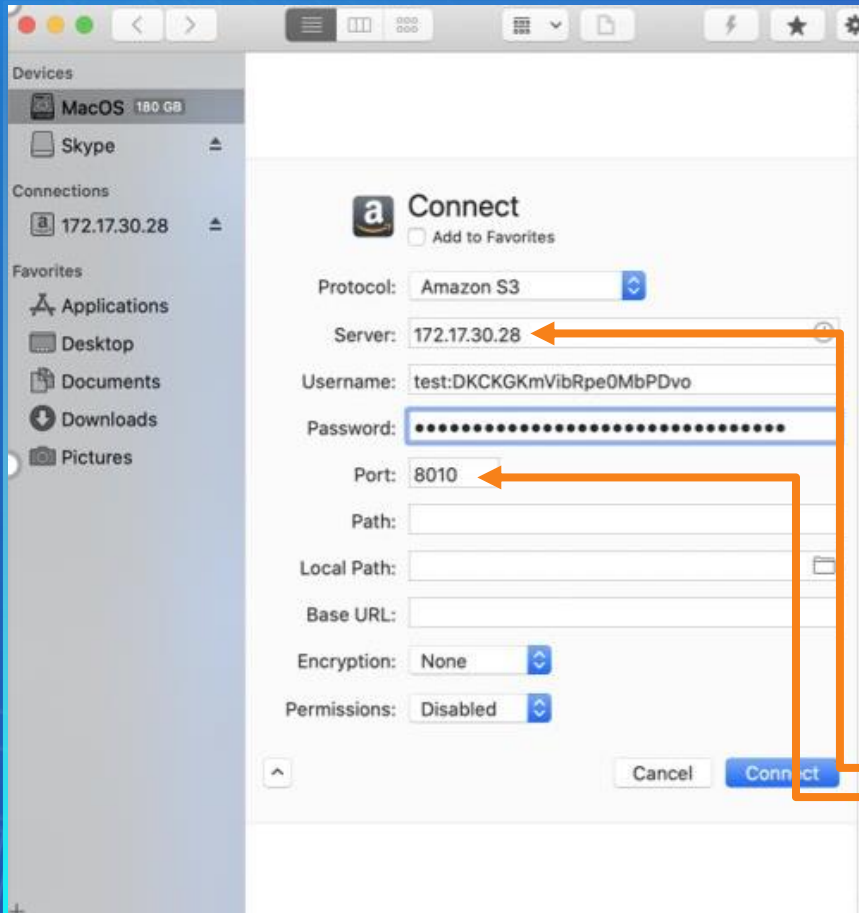 Devices
MacOS 180 GB
Skype
Connections
172.17.30.28
Favorites
Applications
Desktop
Documents
Downloads
Pictures
Connect
Add to Favorites
Protocol: Amazon S3
Server: 172.17.30.28
Username: test:DKCKGKmVibRpe0MbPDvo
Password: ••••••••••••••••••••••••••••••••
Port: 8010
Path:
Local Path:
Base URL:
Encryption: None
Permissions: Disabled
Cancel Connect